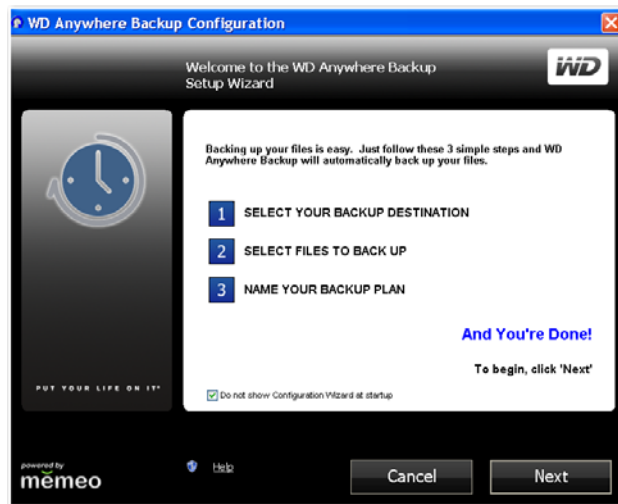 WD Anywhere Backup Configuration
Welcome to the WD Anywhere Backup
Setup Wizard
WD
Backing up your files is easy. Just follow these 3 simple steps and WD
Anywhere Backup will automatically back up your files.
1 SELECT YOUR BACKUP DESTINATION
2 SELECT FILES TO BACK UP
3 NAME YOUR BACKUP PLAN
And You're Done!
To begin, click 'Next'
Do not show Configuration Wizard at startup
PUT YOUR LIFE ON IT®
powered by
mĕmeo
Help
Cancel
Next